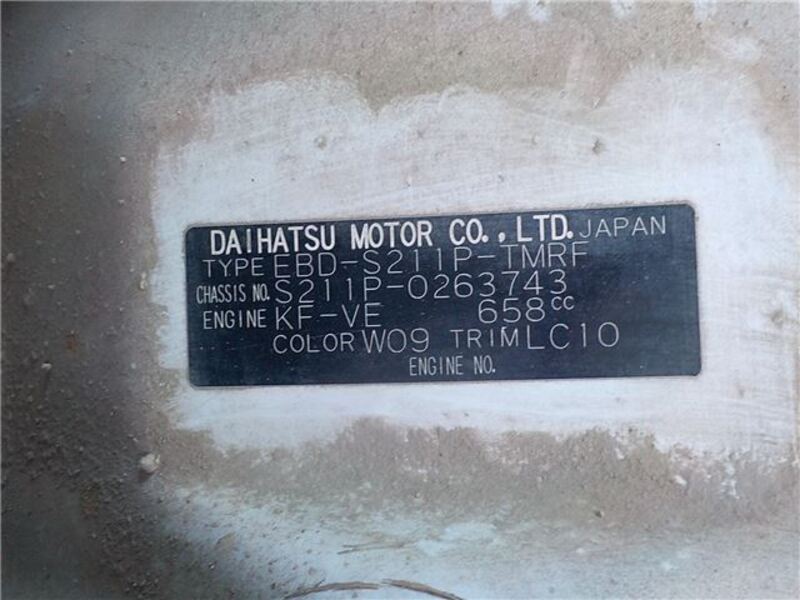 DAIHATSU MOTOR CO., LTD. JAPAN
TYPE EBD-S211P-TMRF
CHASSIS NO. S211P-0263743
ENGINE KF-VE 658CC
COLOR W09 TRIM LC10
ENGINE NO.